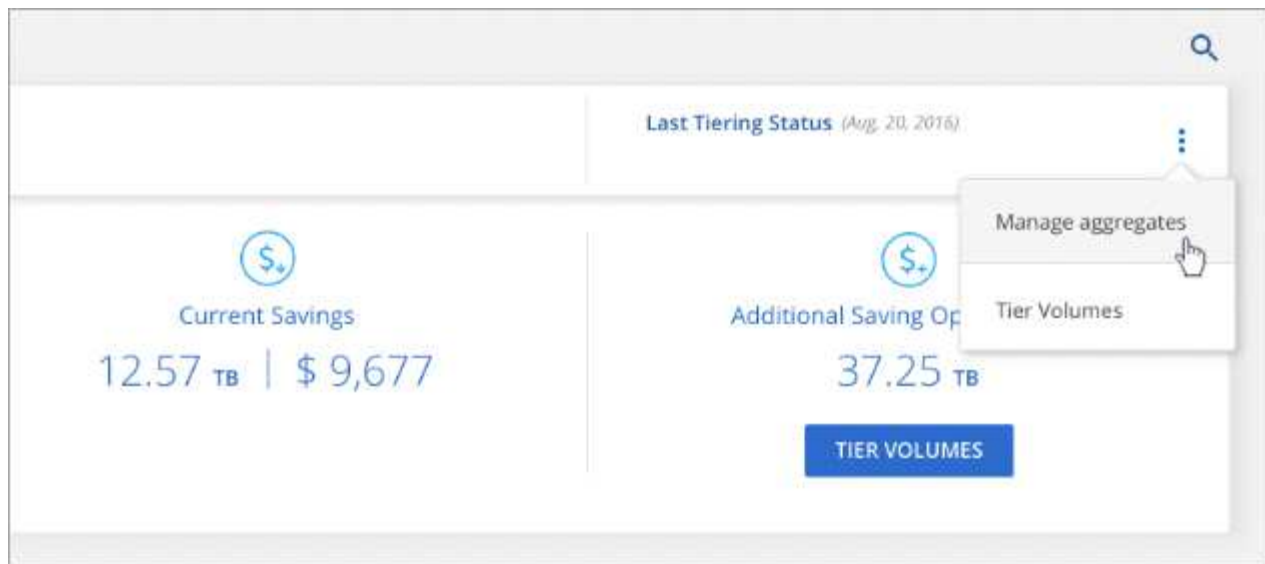 Last Tiering Status (Aug. 20, 2016)
Manage aggregates
Tier Volumes
Current Savings
12.57 TB | $ 9,677
Additional Saving Op
37.25 TB
TIER VOLUMES